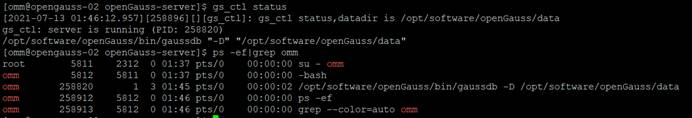 [omm@opengauss-02 openGauss-server]$ gs_ctl status
[2021-07-13 01:46:12.957][258896][][gs_ctl]: gs_ctl status,datadir is /opt/software/openGauss/data
gs_ctl: server is running (PID: 258820)
/opt/software/openGauss/bin/gaussdb "-D" "/opt/software/openGauss/data"
[omm@opengauss-02 openGauss-server]$ ps -ef|grep omm
root 5811 2312 0 01:37 pts/0 00:00:00 su - omm
omm 5812 5811 0 01:37 pts/0 00:00:00 -bash
omm 258820 1 3 01:45 pts/0 00:00:02 /opt/software/openGauss/bin/gaussdb -D /opt/software/openGauss/data
omm 258912 5812 0 01:46 pts/0 00:00:00 ps -ef
omm 258913 5812 0 01:46 pts/0 00:00:00 grep --color=auto omm